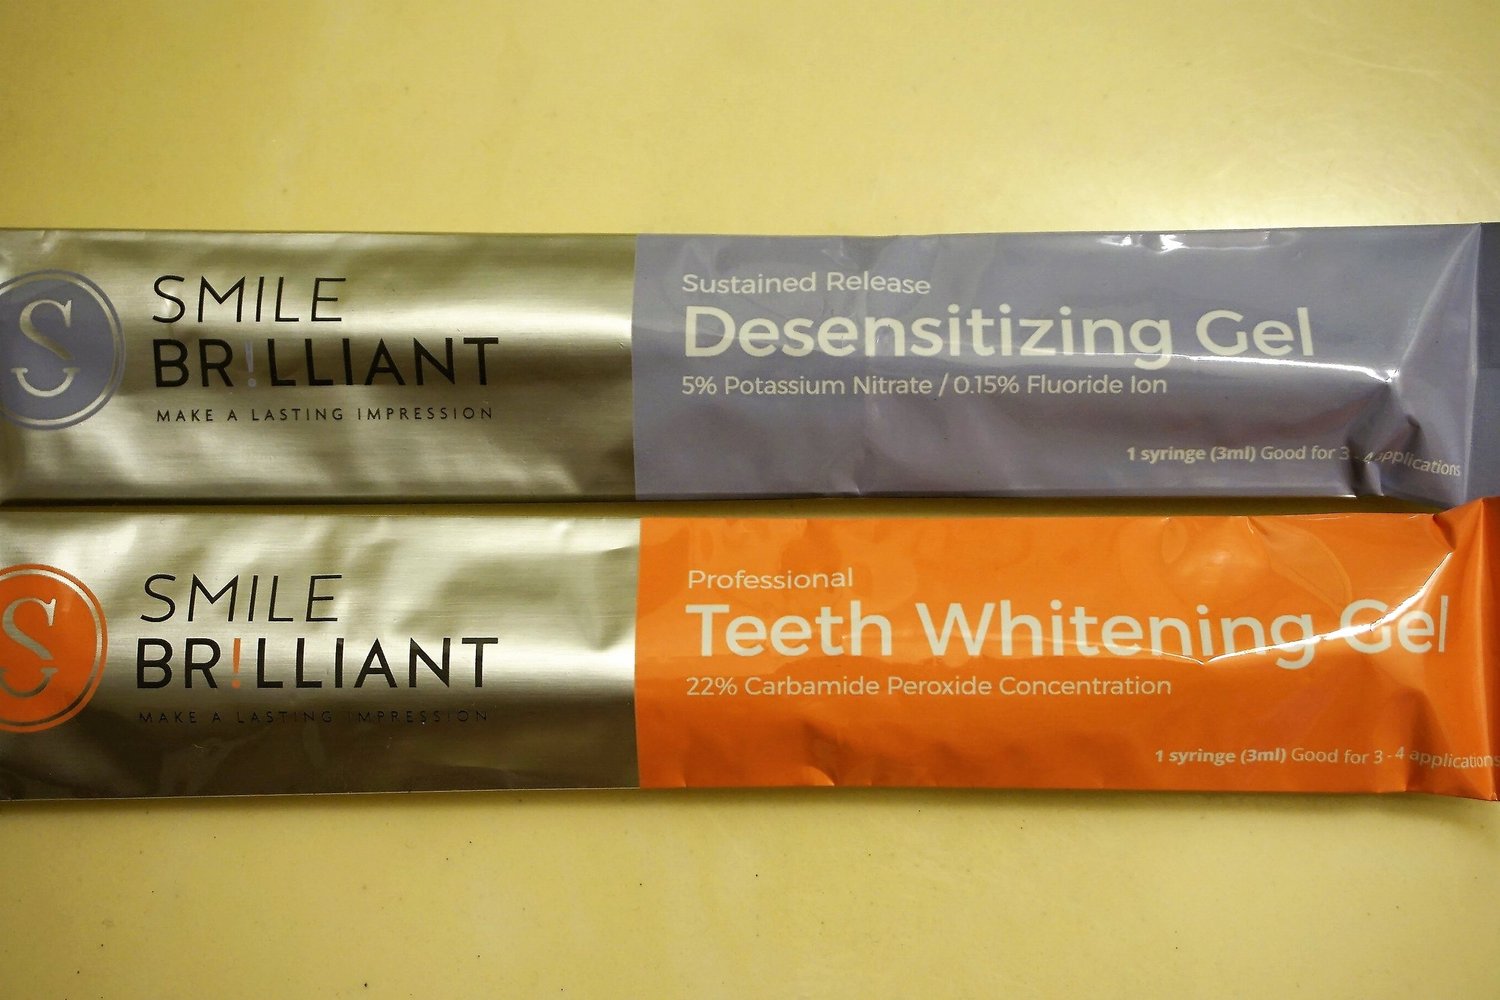 SMILE
BR!LLIANT
MAKE A LASTING IMPRESSION
Sustained Release
Desensitizing Gel
5% Potassium Nitrate / 0.15% Fluoride Ion
1 syringe (3ml) Good for 3 - 4 applications
SMILE
BR!LLIANT
MAKE A LASTING IMPRESSION
Professional
Teeth Whitening Gel
22% Carbamide Peroxide Concentration
1 syringe (3ml) Good for 3 - 4 applications